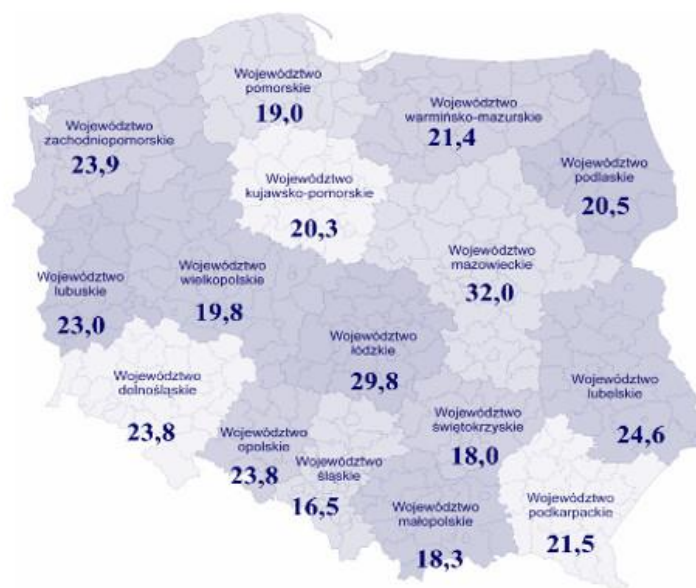 Województwo
pomorskie
19,0
Województwo
warmińsko-mazurskie
21,4
Województwo
zachodniopomorskie
23,9
Województwo
podlaskie
20,5
Województwo
kujawsko-pomorskie
20,3
Województwo
mazowieckie
32,0
Województwo
lubuskie
23,0
Województwo
wielkopolskie
19,8
Województwo
łódzkie
29,8
Województwo
dolnośląskie
23,8
Województwo
lubelskie
24,6
Województwo
opolskie
23,8
Województwo
śląskie
16,5
Województwo
świętokrzyskie
18,0
Województwo
małopolskie
18,3
Województwo
podkarpackie
21,5